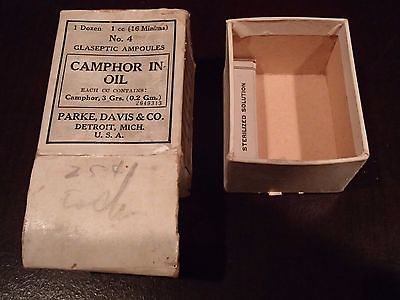 1 Dozen 1 cc (16 Minims)
No. 4
GLASEPTIC AMPOULES
CAMPHOR IN
OIL
EACH CC CONTAINS:
Camphor, 3 Grs. (0.2 Gm.)
PARKE, DAVIS & CO.
DETROIT, MICH.
U. S. A.
STERILIZED SOLUTION